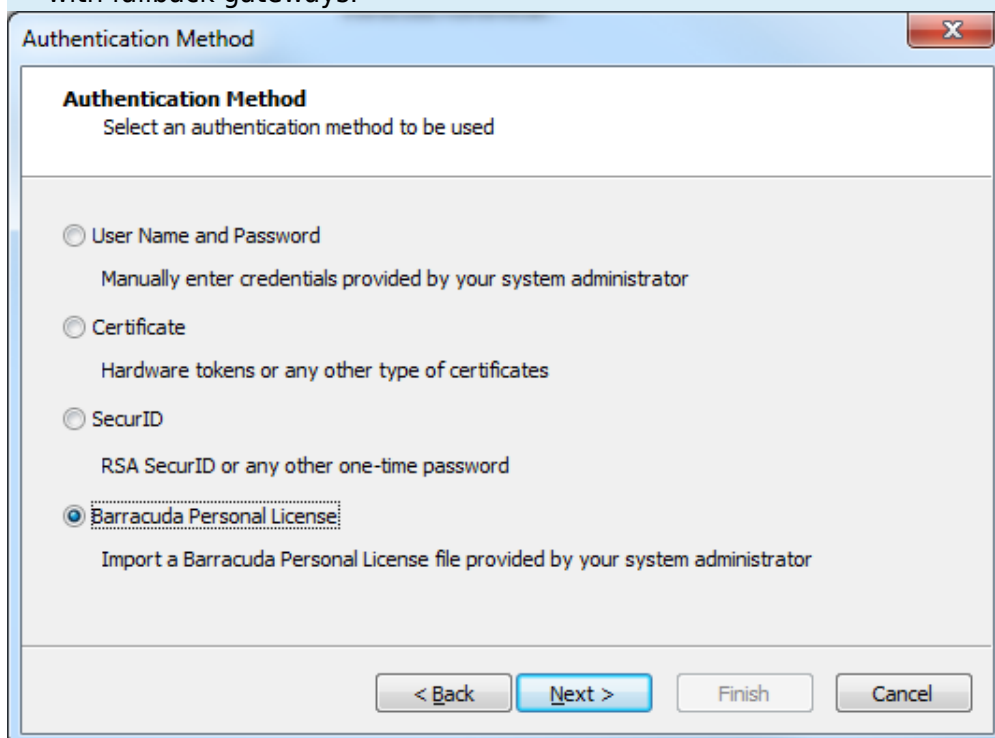 with fallback gateways.
Authentication Method
Authentication Method
Select an authentication method to be used
User Name and Password
Manually enter credentials provided by your system administrator
Certificate
Hardware tokens or any other type of certificates
SecurID
RSA SecurID or any other one-time password
Barracuda Personal License
Import a Barracuda Personal License file provided by your system administrator
< Back Next > Finish Cancel